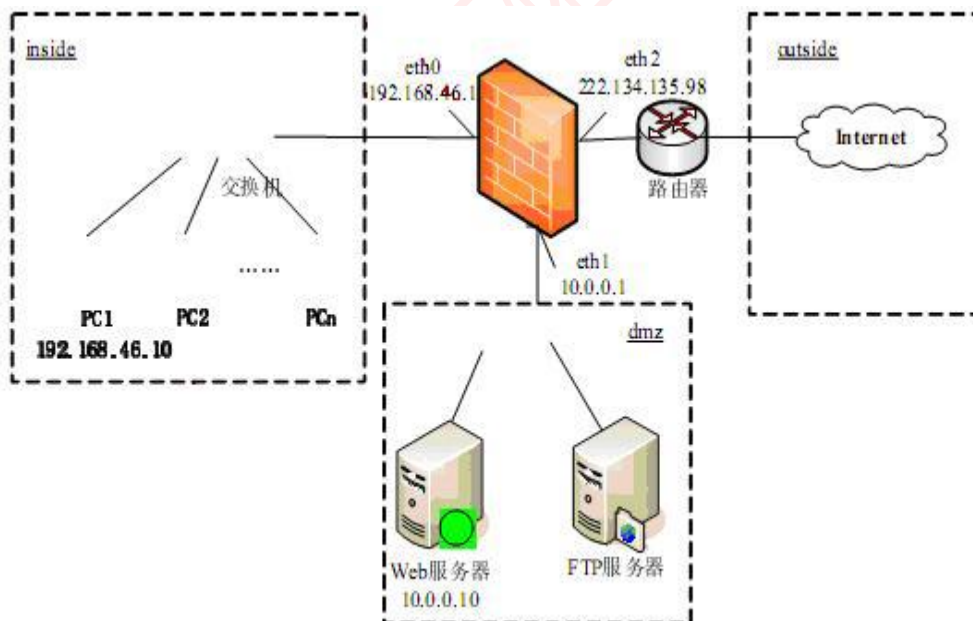 inside
eth0
192.168.46.1
eth2
222.134.135.98
outside
Internet
路由器
交换机
......
eth1
10.0.0.1
PC1
PC2
PCn
192.168.46.10
dmz
Web服务器
FTP服务器
10.0.0.10